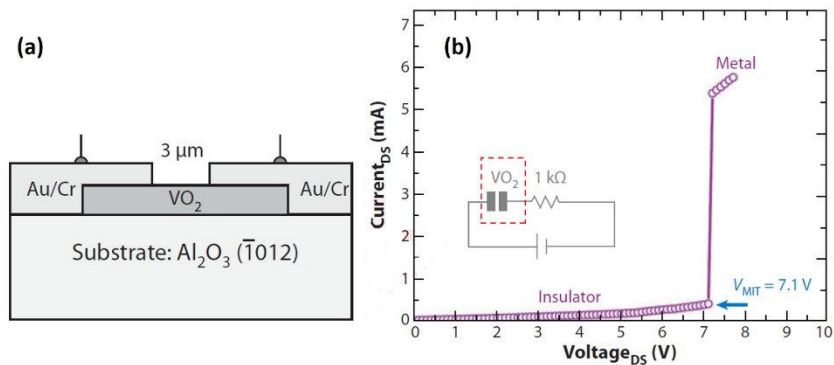 (a)
3 μm
Au/Cr
Au/Cr
VO₂
Substrate: Al₂O₃ (1̅012)
(b)
Current_DS (mA)
7
6
5
4
3
2
1
0
Metal
VO₂
1 kΩ
Insulator
V_MIT = 7.1 V
0 1 2 3 4 5 6 7 8 9 10
Voltage_DS (V)